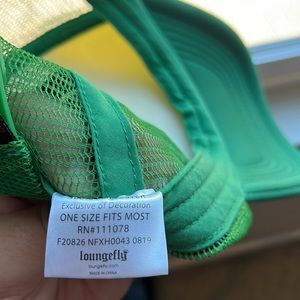 Exclusive of Decoration
ONE SIZE FITS MOST
RN#111078
F20826 NFXH0043 0819
loungefly
loungefly.com
MADE IN CHINA